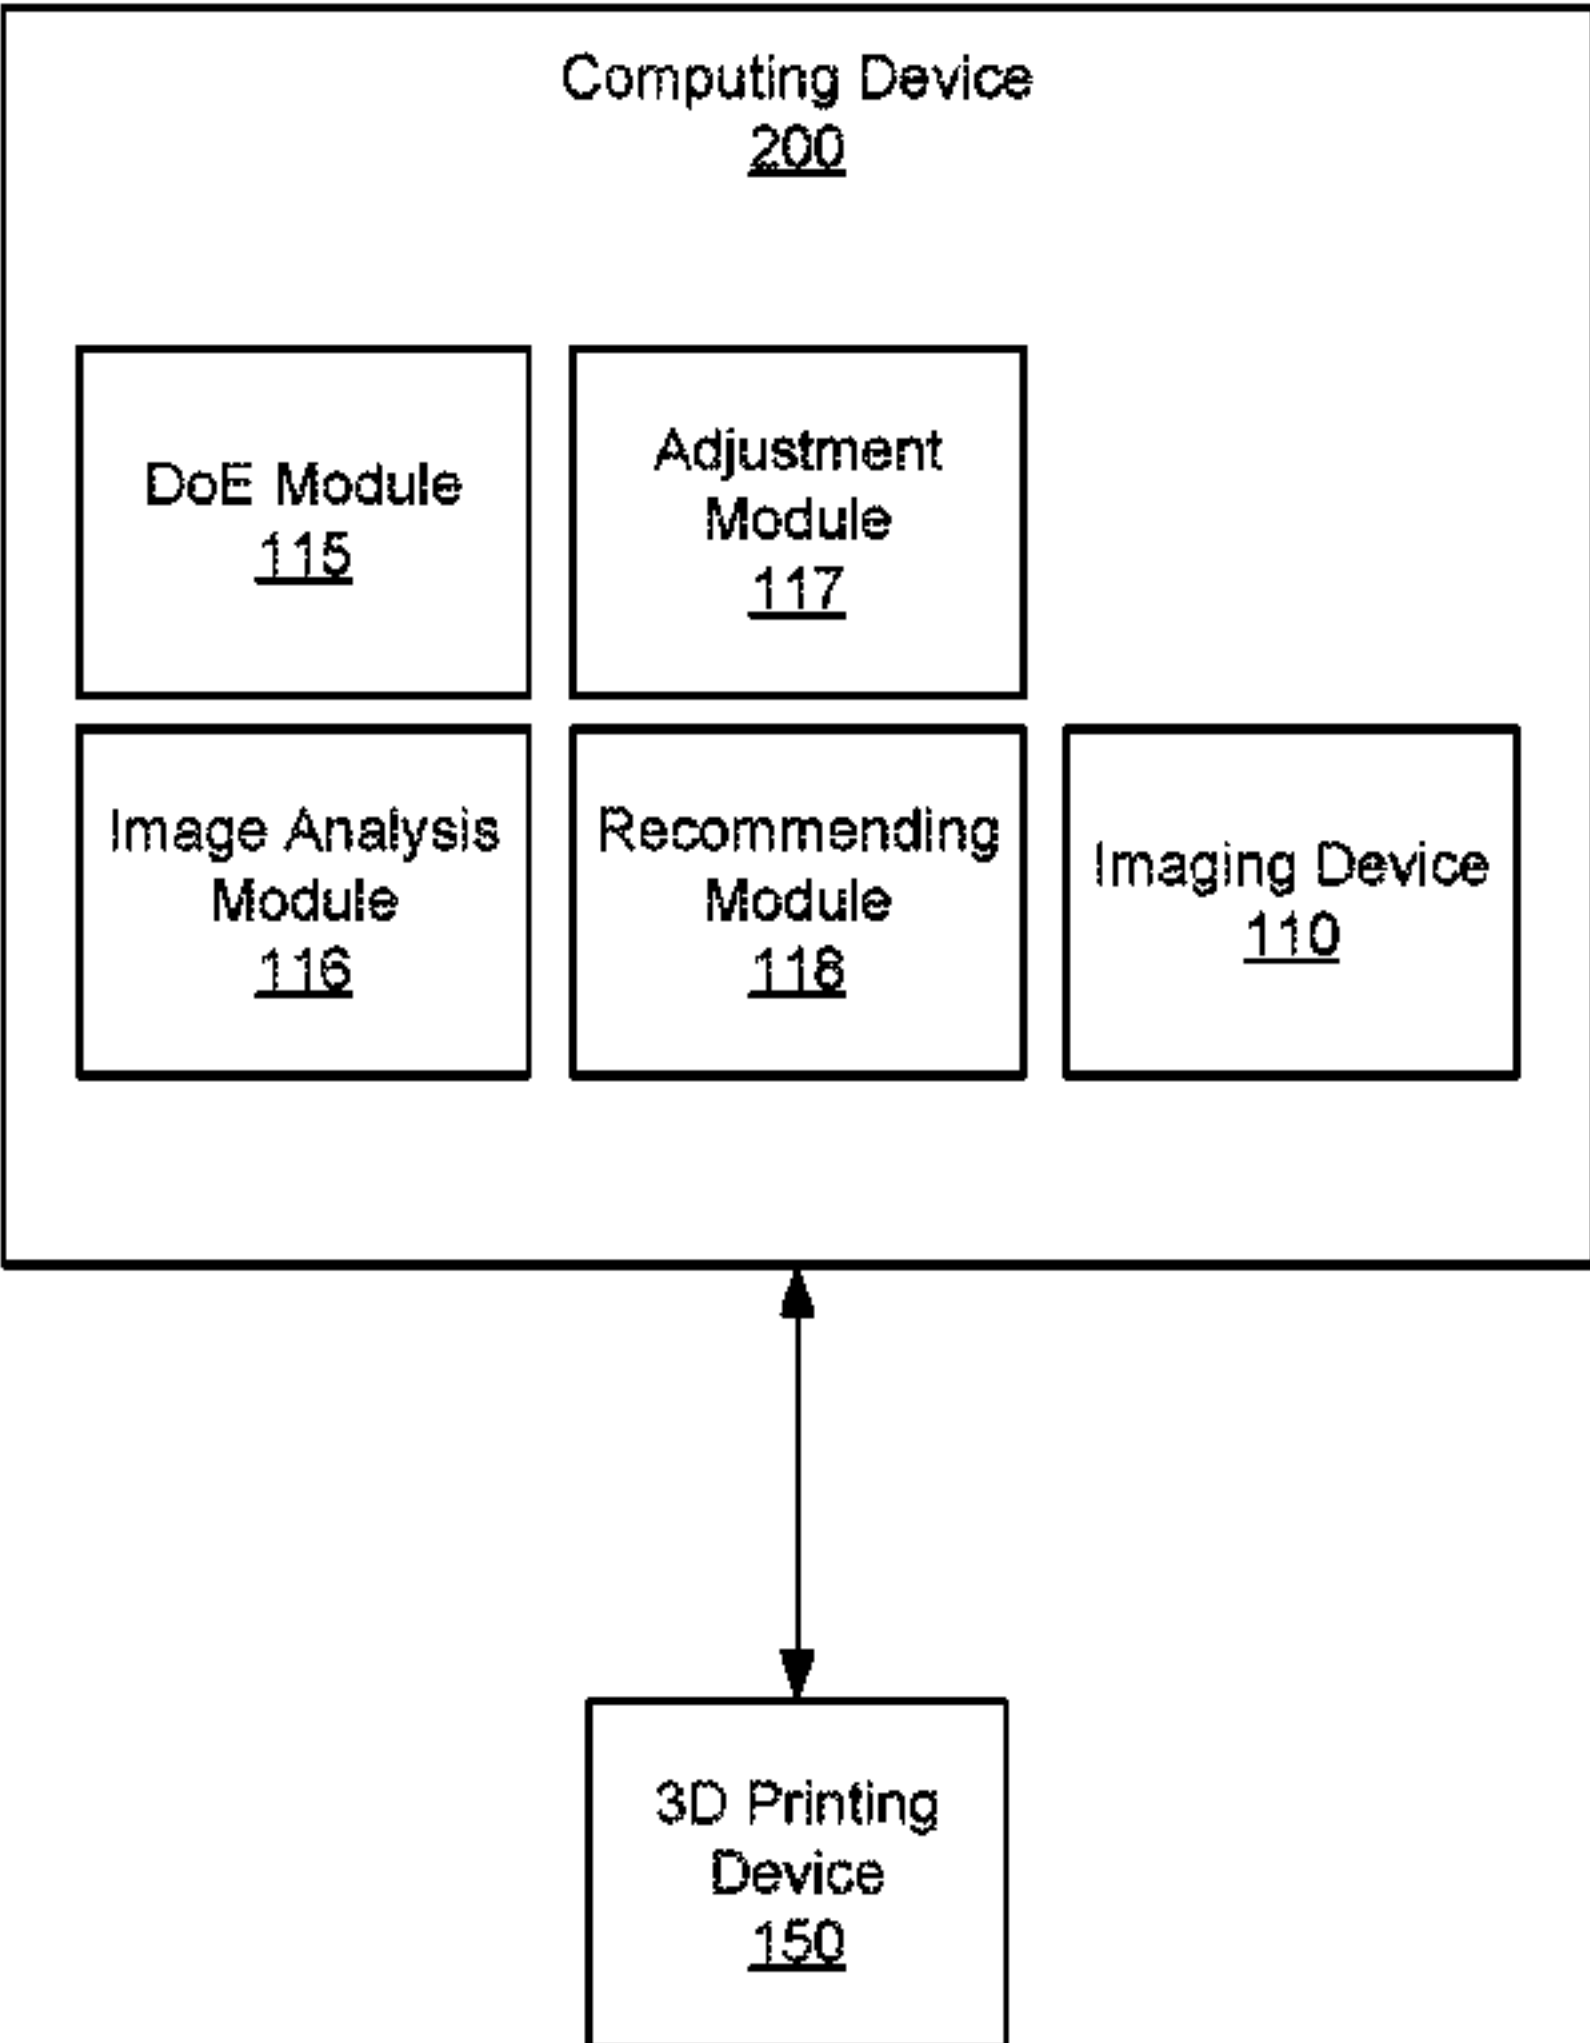 Computing Device
200
DoE Module
115
Adjustment
Module
117
Image Analysis
Module
116
Recommending
Module
118
Imaging Device
110
3D Printing
Device
150